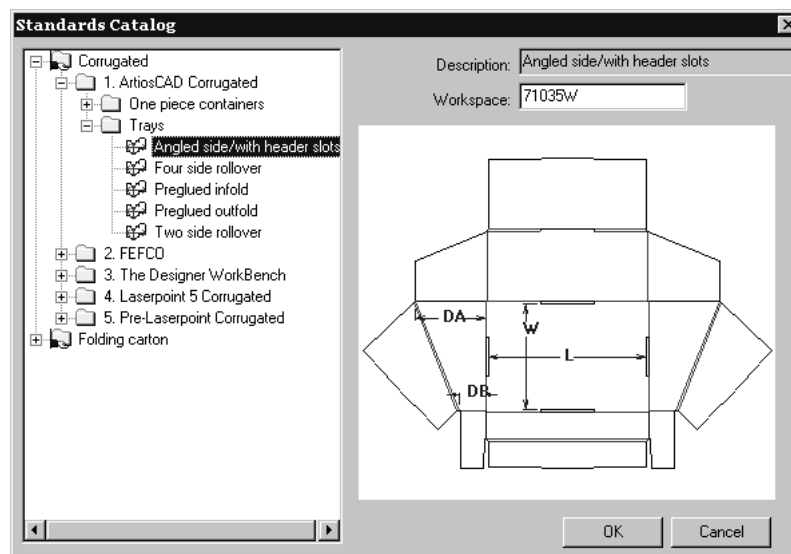 Standards Catalog
Corrugated
1. ArtiosCAD Corrugated
One piece containers
Trays
Angled side/with header slots
Four side rollover
Preglued infold
Preglued outfold
Two side rollover
2. FEFCO
3. The Designer WorkBench
4. Laserpoint 5 Corrugated
5. Pre-Laserpoint Corrugated
Folding carton
Description: Angled side/with header slots
Workspace: 71035W
DA
W
L
DB
OK Cancel